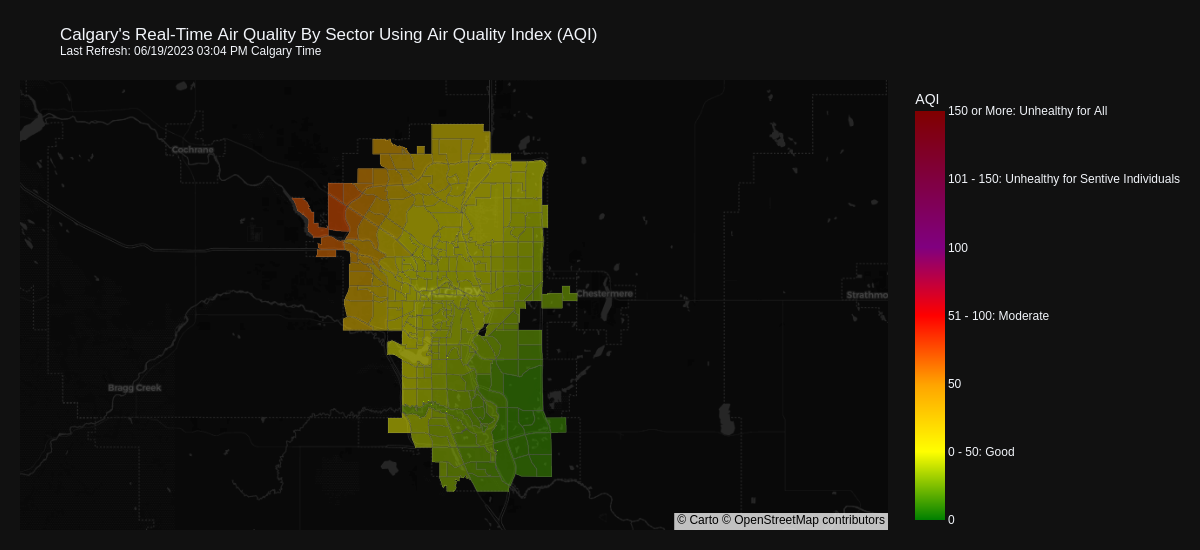 Calgary's Real-Time Air Quality By Sector Using Air Quality Index (AQI)
Last Refresh: 06/19/2023 03:04 PM Calgary Time
AQI
150 or More: Unhealthy for All
Cochrane
101 - 150: Unhealthy for Sentive Individuals
100
CALGARY
Chestermere
Strathmo
51 - 100: Moderate
50
Bragg Creek
0 - 50: Good
© Carto © OpenStreetMap contributors
0